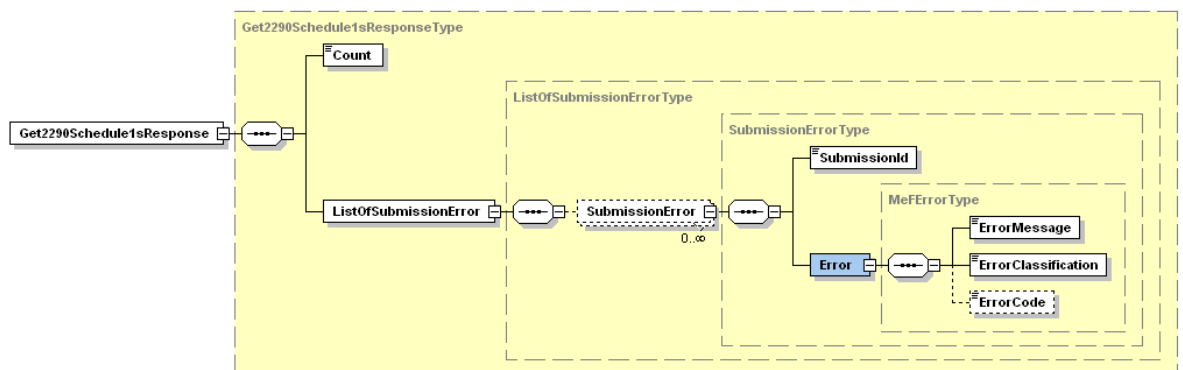 Get2290Schedule1sResponseType
Count
ListOfSubmissionErrorType
SubmissionErrorType
Get2290Schedule1sResponse
SubmissionId
MeFErrorType
ListOfSubmissionError
SubmissionError
ErrorMessage
0..∞
Error
ErrorClassification
ErrorCode